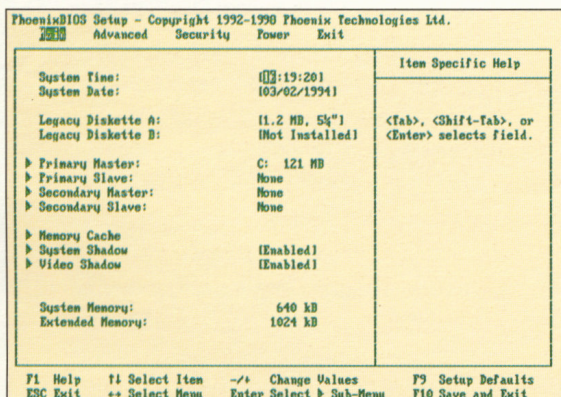 PhoenixBIOS Setup - Copyright 1992-1990 Phoenix Technologies Ltd.
Advanced Security Power Exit
Item Specific Help
System Time: [ :19:20]
System Date: [03/02/1994]
Legacy Diskette A: [1.2 MB, 5¼"]
Legacy Diskette B: [Not Installed]
<Tab>, <Shift-Tab>, or
<Enter> selects field.
▶ Primary Master: C: 121 MB
▶ Primary Slave: None
▶ Secondary Master: None
▶ Secondary Slave: None
▶ Memory Cache
▶ System Shadow [Enabled]
▶ Video Shadow [Enabled]
System Memory: 640 kB
Extended Memory: 1024 kB
F1 Help ↑↓ Select Item -/+ Change Values F9 Setup Defaults
ESC Exit ↔ Select Menu Enter Select ▶ Sub-Menu F10 Save and Exit